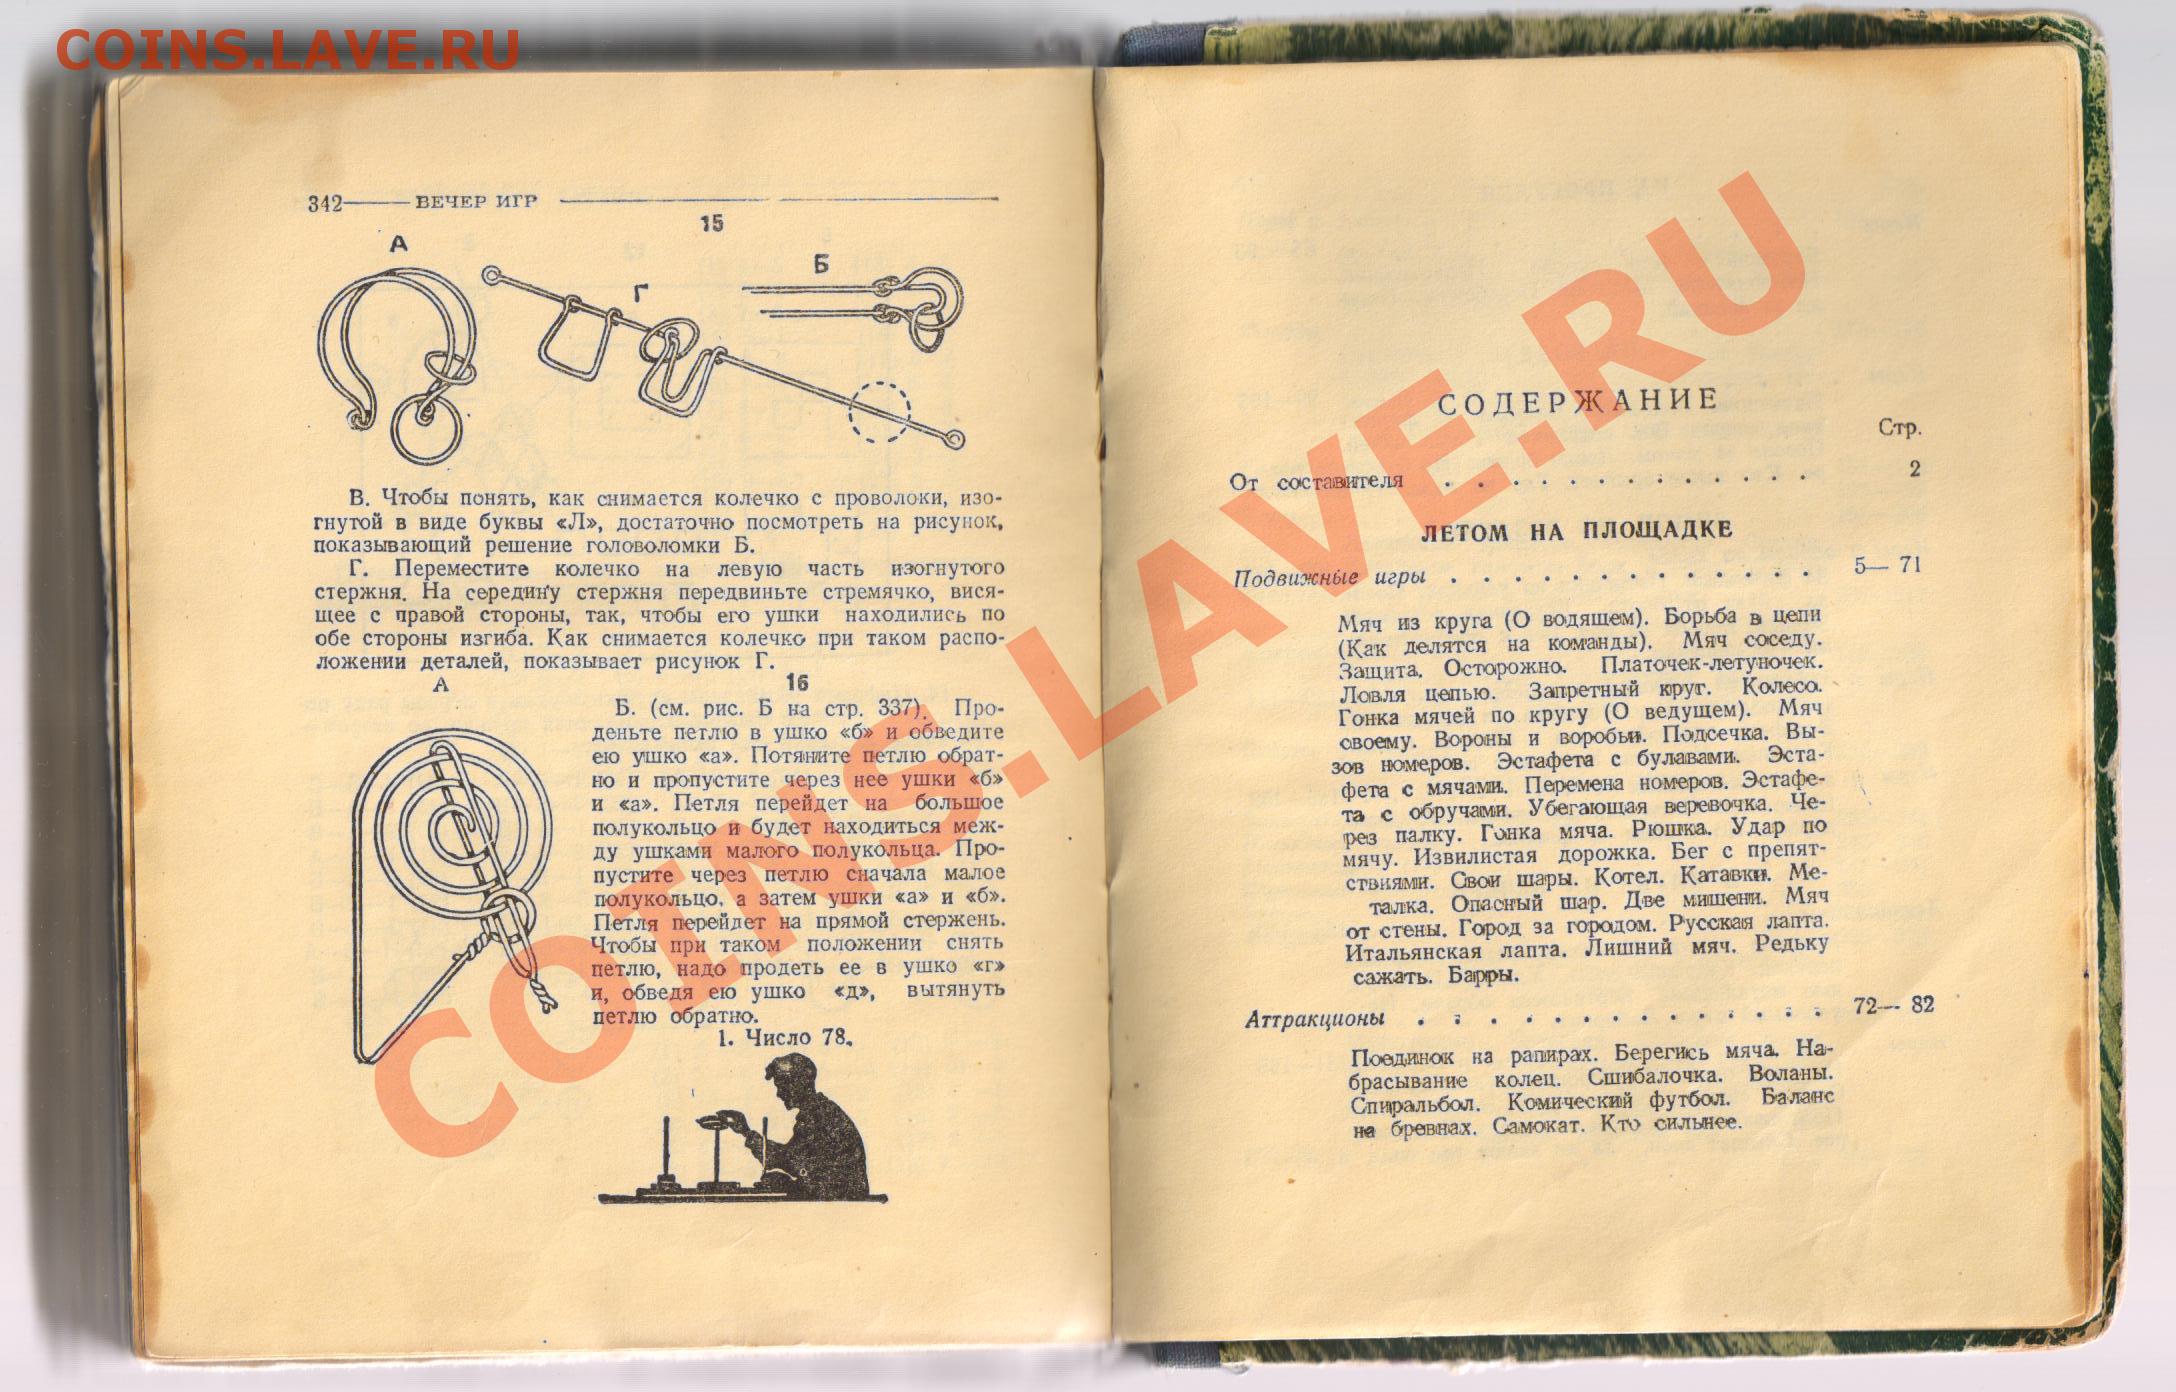 COINS.LAVE.RU
342 ВЕЧЕР ИГР
15
А
Г
Б
В. Чтобы понять, как снимается колечко с проволоки, изо-
гнутой в виде буквы «Л», достаточно посмотреть на рисунок,
показывающий решение головоломки Б.
Г. Переместите колечко на левую часть изогнутого
стержня. На середину стержня передвиньте стремячко, вися-
щее с правой стороны, так, чтобы его ушки находились по
обе стороны изгиба. Как снимается колечко при таком распо-
ложении деталей, показывает рисунок Г.
А
16
Б. (см. рис. Б на стр. 337). Про-
деньте петлю в ушко «б» и обведите
ею ушко «а». Потяните петлю обрат-
но и пропустите через нее ушки «б»
и «а». Петля перейдет на большое
полукольцо и будет находиться меж-
ду ушками малого полукольца. Про-
пустите через петлю сначала малое
полукольцо, а затем ушки «а» и «б».
Петля перейдет на прямой стержень.
Чтобы при таком положении снять
петлю, надо продеть ее в ушко «г»
и, обведя ею ушко «д», вытянуть
петлю обратно.
1. Число 78.
СОДЕРЖАНИЕ
Стр.
От составителя . . . . . . . . . . . . 2
ЛЕТОМ НА ПЛОЩАДКЕ
Подвижные игры . . . . . . . . . . . . 5— 71
Мяч из круга (О водящем). Борьба в цепи
(Как делятся на команды). Мяч соседу.
Защита. Осторожно. Платочек-летуночек.
Ловля цепью. Запретный круг. Колесо.
Гонка мячей по кругу (О ведущем). Мяч
своему. Вороны и воробьи. Подсечка. Вы-
зов номеров. Эстафета с булавами. Эста-
фета с мячами. Перемена номеров. Эстафе-
та с обручами. Убегающая веревочка. Че-
рез палку. Гонка мяча. Рюшка. Удар по
мячу. Извилистая дорожка. Бег с препят-
ствиями. Свои шары. Котел. Катавки. Ме-
талка. Опасный шар. Две мишени. Мяч
от стены. Город за городом. Русская лапта.
Итальянская лапта. Лишний мяч. Редьку
сажать. Барры.
Аттракционы . . . . . . . . . . . . . 72— 82
Поединок на рапирах. Берегись мяча. На-
брасывание колец. Сшибалочка. Воланы.
Спиральбол. Комический футбол. Баланс
на бревнах. Самокат. Кто сильнее.
COINS.LAVE.RU